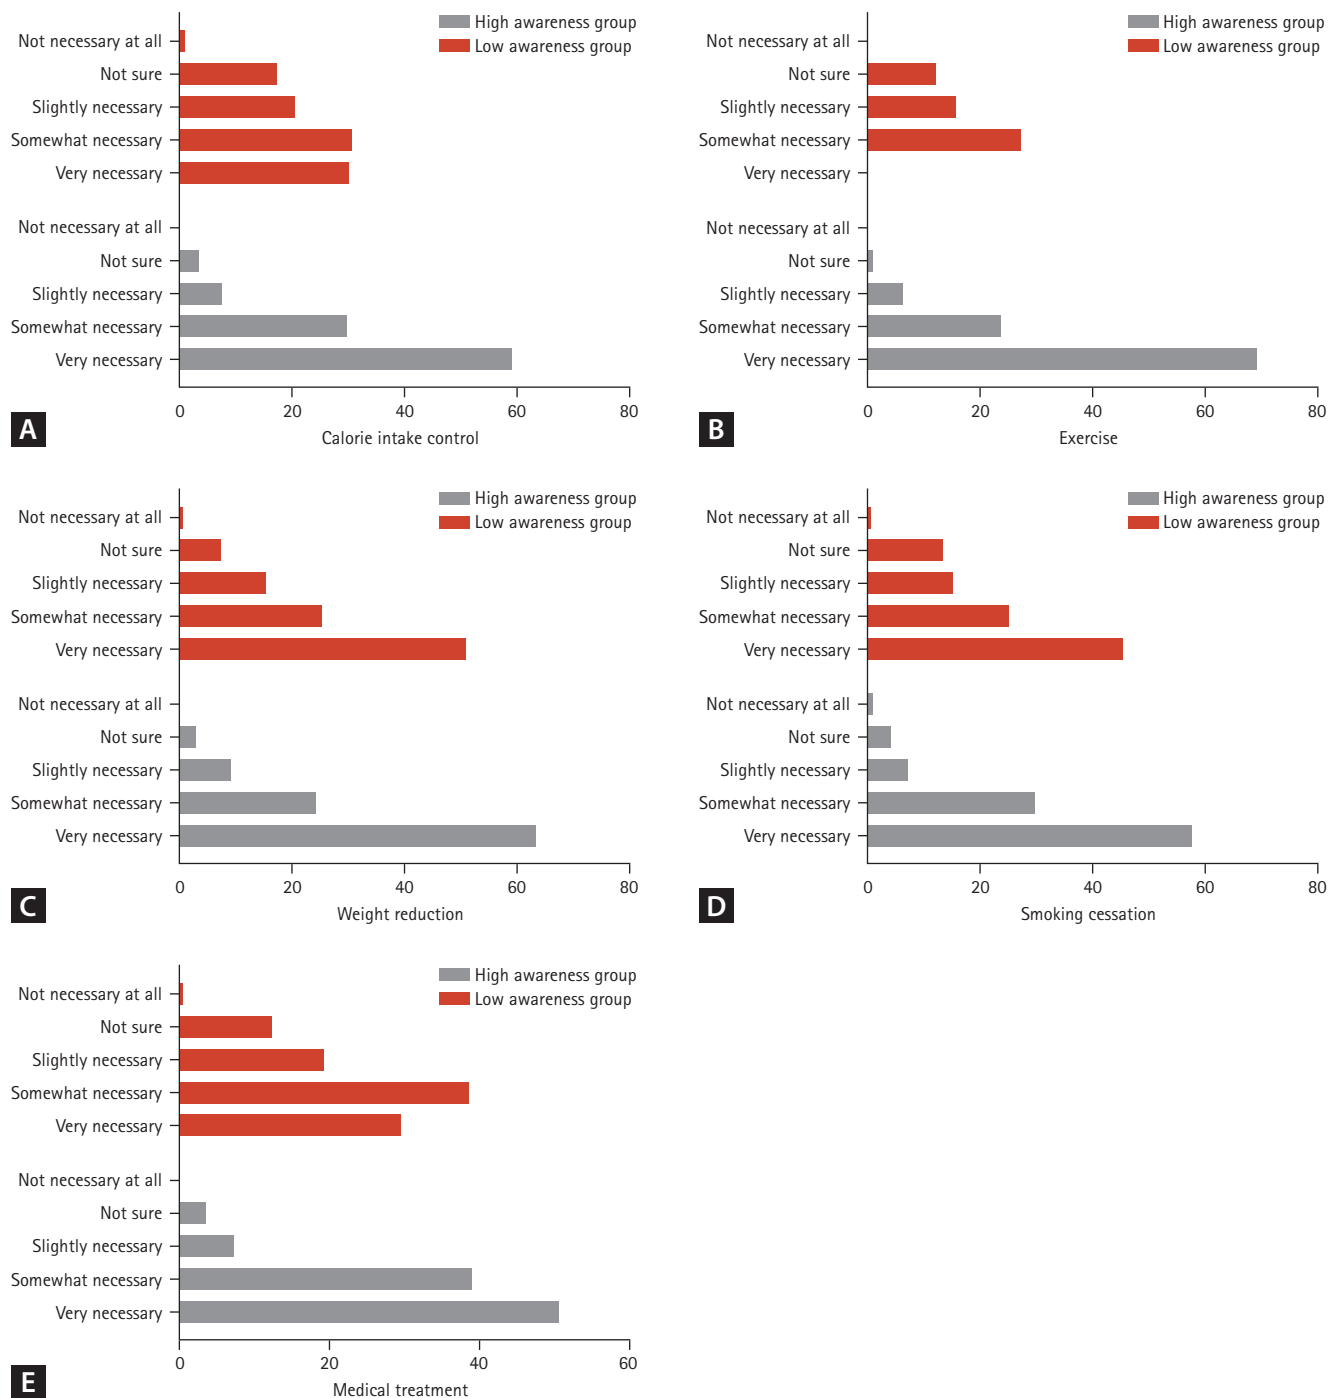 High awareness group
Low awareness group
Not necessary at all
Not sure
Slightly necessary
Somewhat necessary
Very necessary
Not necessary at all
Not sure
Slightly necessary
Somewhat necessary
Very necessary
0 20 40 60 80
Calorie intake control
A
High awareness group
Low awareness group
Not necessary at all
Not sure
Slightly necessary
Somewhat necessary
Very necessary
Not necessary at all
Not sure
Slightly necessary
Somewhat necessary
Very necessary
0 20 40 60 80
Exercise
B
High awareness group
Low awareness group
Not necessary at all
Not sure
Slightly necessary
Somewhat necessary
Very necessary
Not necessary at all
Not sure
Slightly necessary
Somewhat necessary
Very necessary
0 20 40 60 80
Weight reduction
C
High awareness group
Low awareness group
Not necessary at all
Not sure
Slightly necessary
Somewhat necessary
Very necessary
Not necessary at all
Not sure
Slightly necessary
Somewhat necessary
Very necessary
0 20 40 60 80
Smoking cessation
D
High awareness group
Low awareness group
Not necessary at all
Not sure
Slightly necessary
Somewhat necessary
Very necessary
Not necessary at all
Not sure
Slightly necessary
Somewhat necessary
Very necessary
0 20 40 60
Medical treatment
E